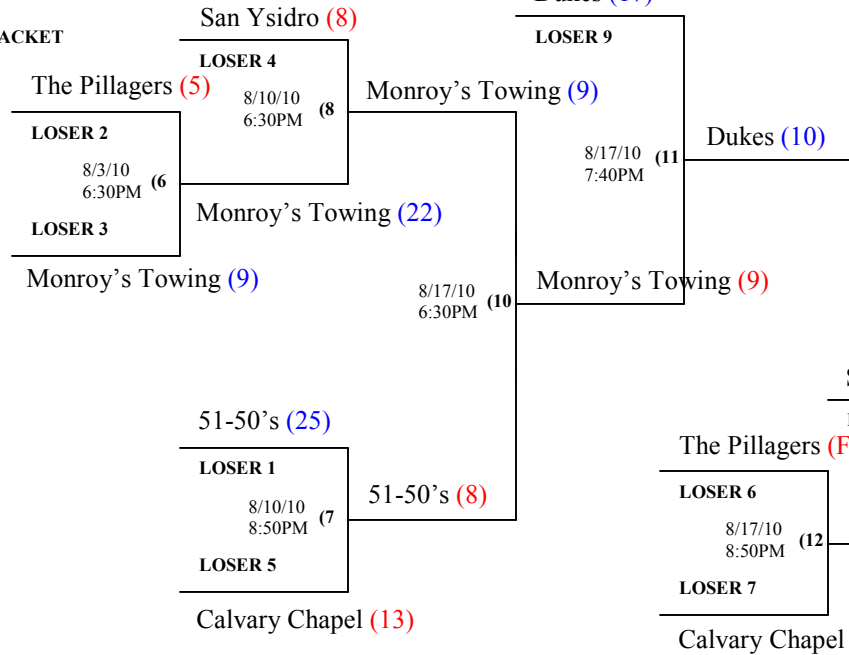 San Ysidro (8)
LOSER 9
LOSER 4
The Pillagers (5)
8/10/10
6:30PM
(8
Monroy’s Towing (9)
LOSER 2
8/3/10
6:30PM
(6
8/17/10
7:40PM
(11
Dukes (10)
LOSER 3
Monroy’s Towing (22)
Monroy’s Towing (9)
8/17/10
6:30PM
(10
Monroy’s Towing (9)
51-50’s (25)
The Pillagers (F
LOSER 1
8/10/10
8:50PM
(7
51-50’s (8)
LOSER 6
8/17/10
8:50PM
(12
LOSER 5
LOSER 7
Calvary Chapel (13)
Calvary Chapel